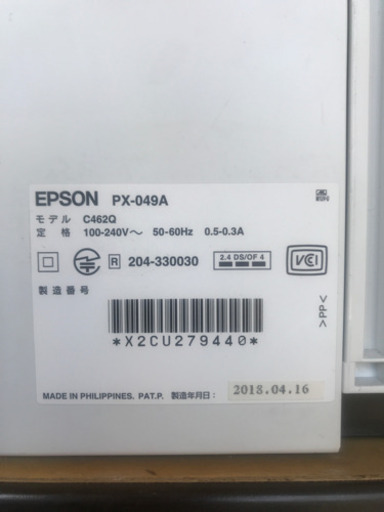 EPSON PX-049A
モデル C462Q
定格 100-240V～ 50-60Hz 0.5-0.3A
R 204-330030 2.4 DS/OF 4 VCI
製造番号
*X2CU279440*
>PP<
MADE IN PHILIPPINES. PAT.P. 製造年月日: 2018.04.16